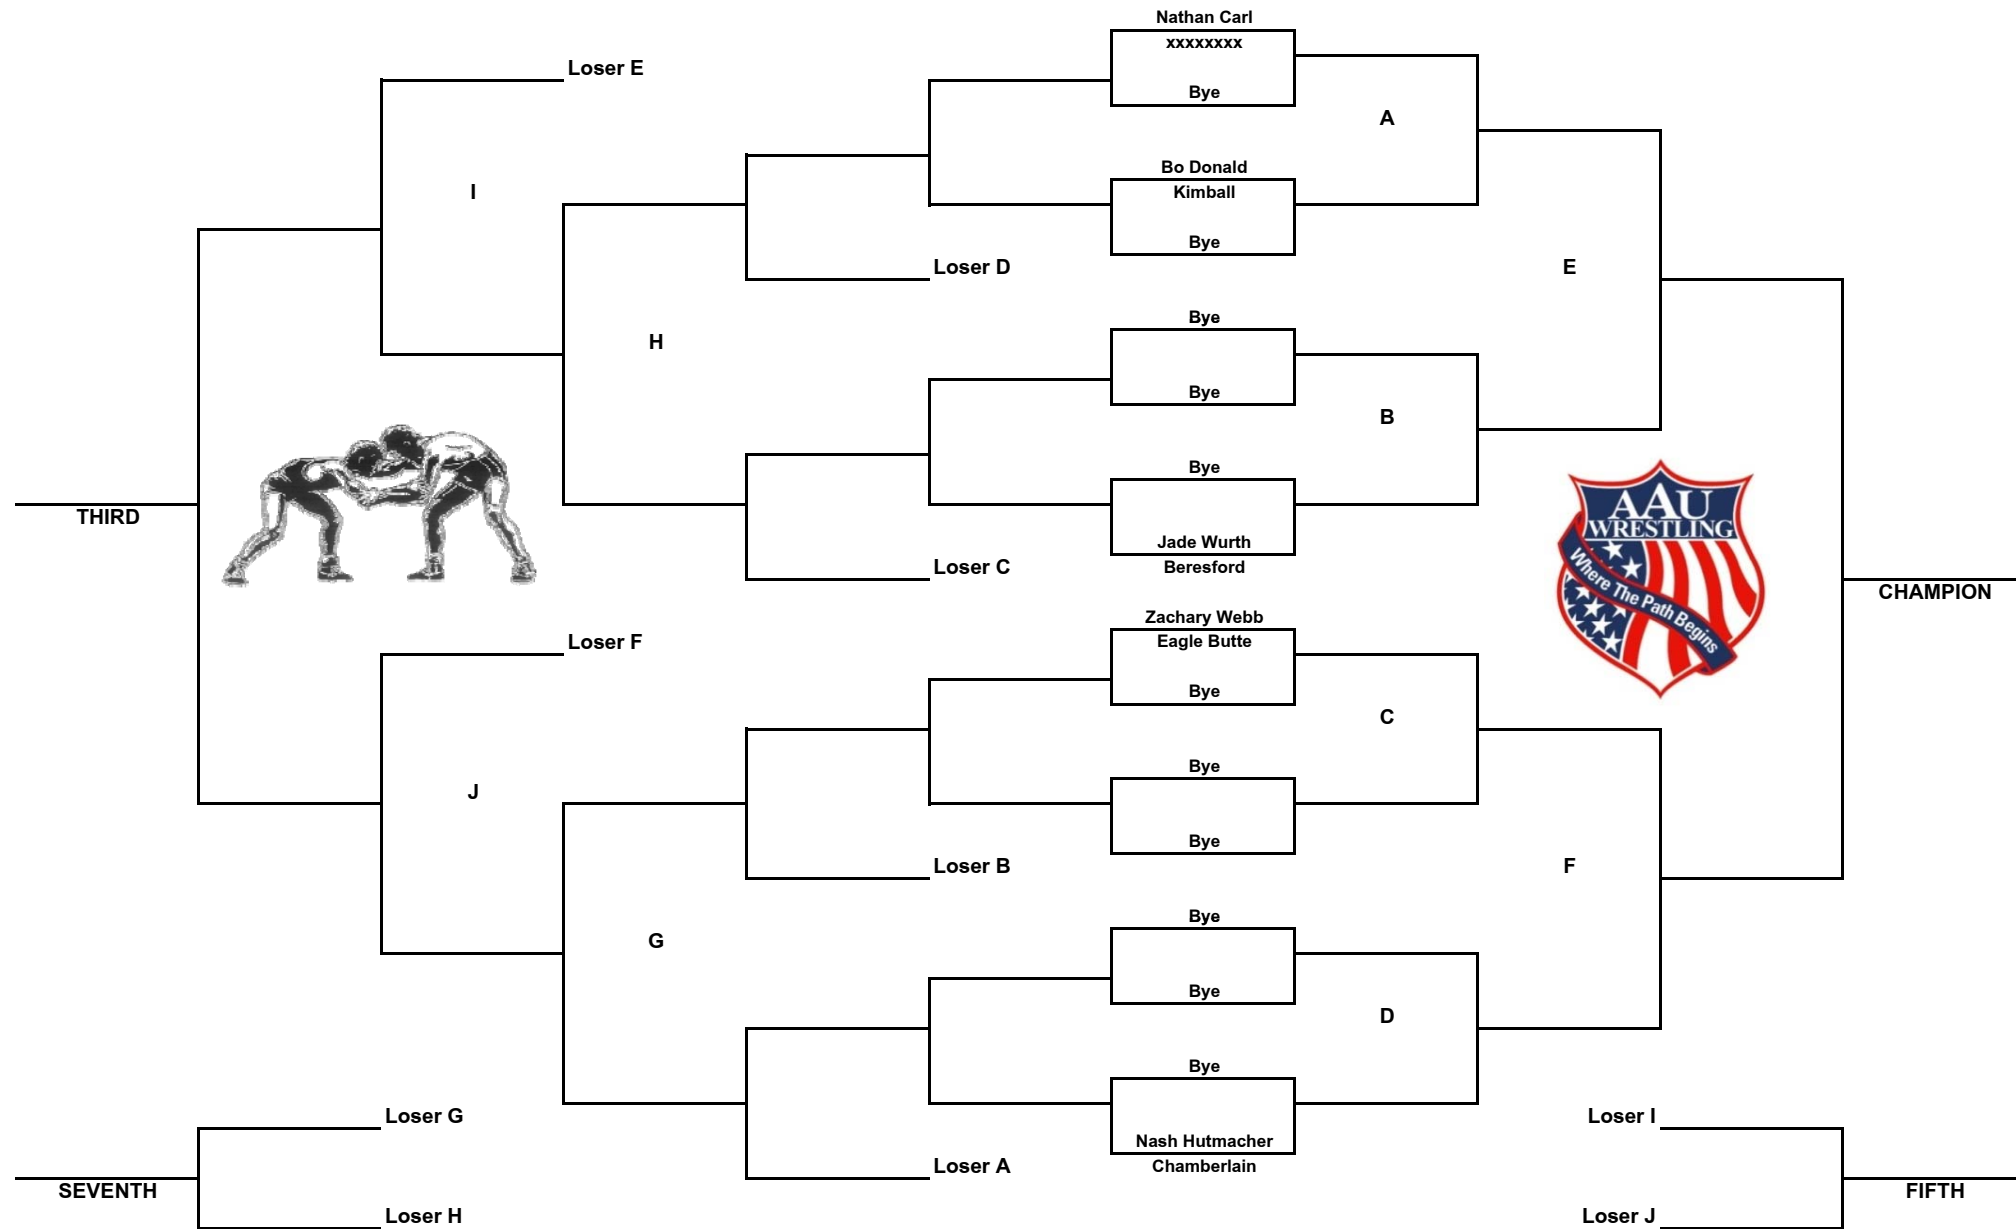 Nathan Carl
xxxxxxxx
Loser E
Bye
A
Bo Donald
Kimball
I
Bye
Loser D
E
Bye
H
Bye
B
Bye
AAU
WRESTLING
THIRD
Jade Wurth
Loser C
Beresford
Where The Path Begins
CHAMPION
Zachary Webb
Loser F
Eagle Butte
Bye
C
Bye
J
Bye
Loser B
F
Bye
G
Bye
D
Bye
Loser G
Loser I
Nash Hutmacher
Loser A
Chamberlain
SEVENTH
FIFTH
Loser H
Loser J